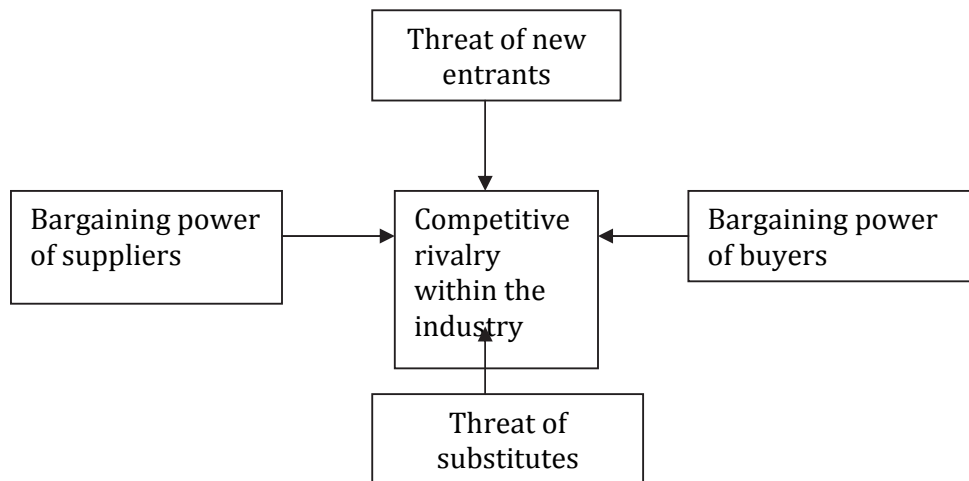 Threat of new
entrants
Bargaining power
of suppliers
Competitive
rivalry
within the
industry
Bargaining power
of buyers
Threat of
substitutes